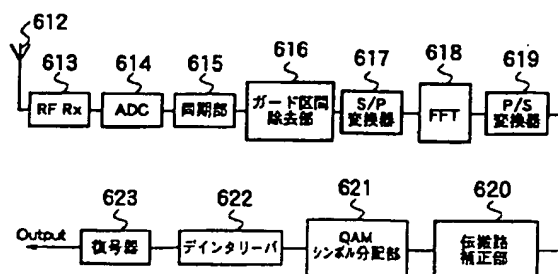 612
613
614
615
616
617
618
619
RF Rx
ADC
同期部
ガード区間
除去部
S/P
変換器
FFT
P/S
変換器
623
622
621
620
Output
復号器
デインタリーバ
QAM
シンボル分配部
伝搬路
補正部